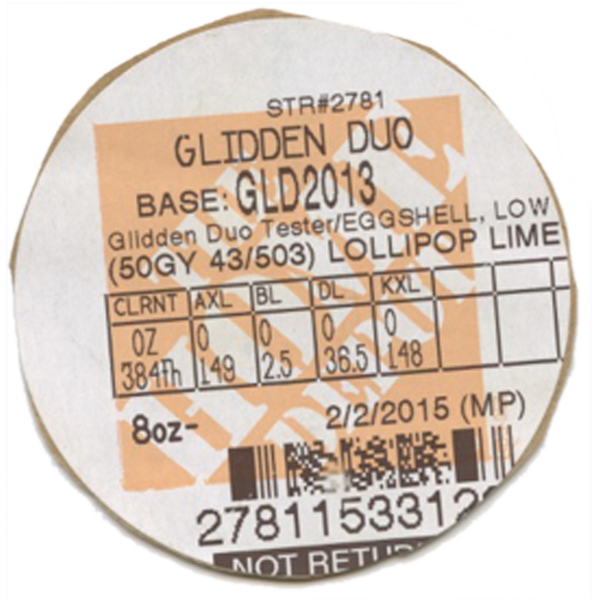 STR#2781
GLIDDEN DUO
BASE: GLD2013
Glidden Duo Tester/EGGSHELL, LOW
(50GY 43/503) LOLLIPOP LIME
CLRNT AXL BL DL KXL
OZ 0 0 0 0
384th 149 2.5 36.5 148
8oz- 2/2/2015 (MP)
2781153312
NOT RETU